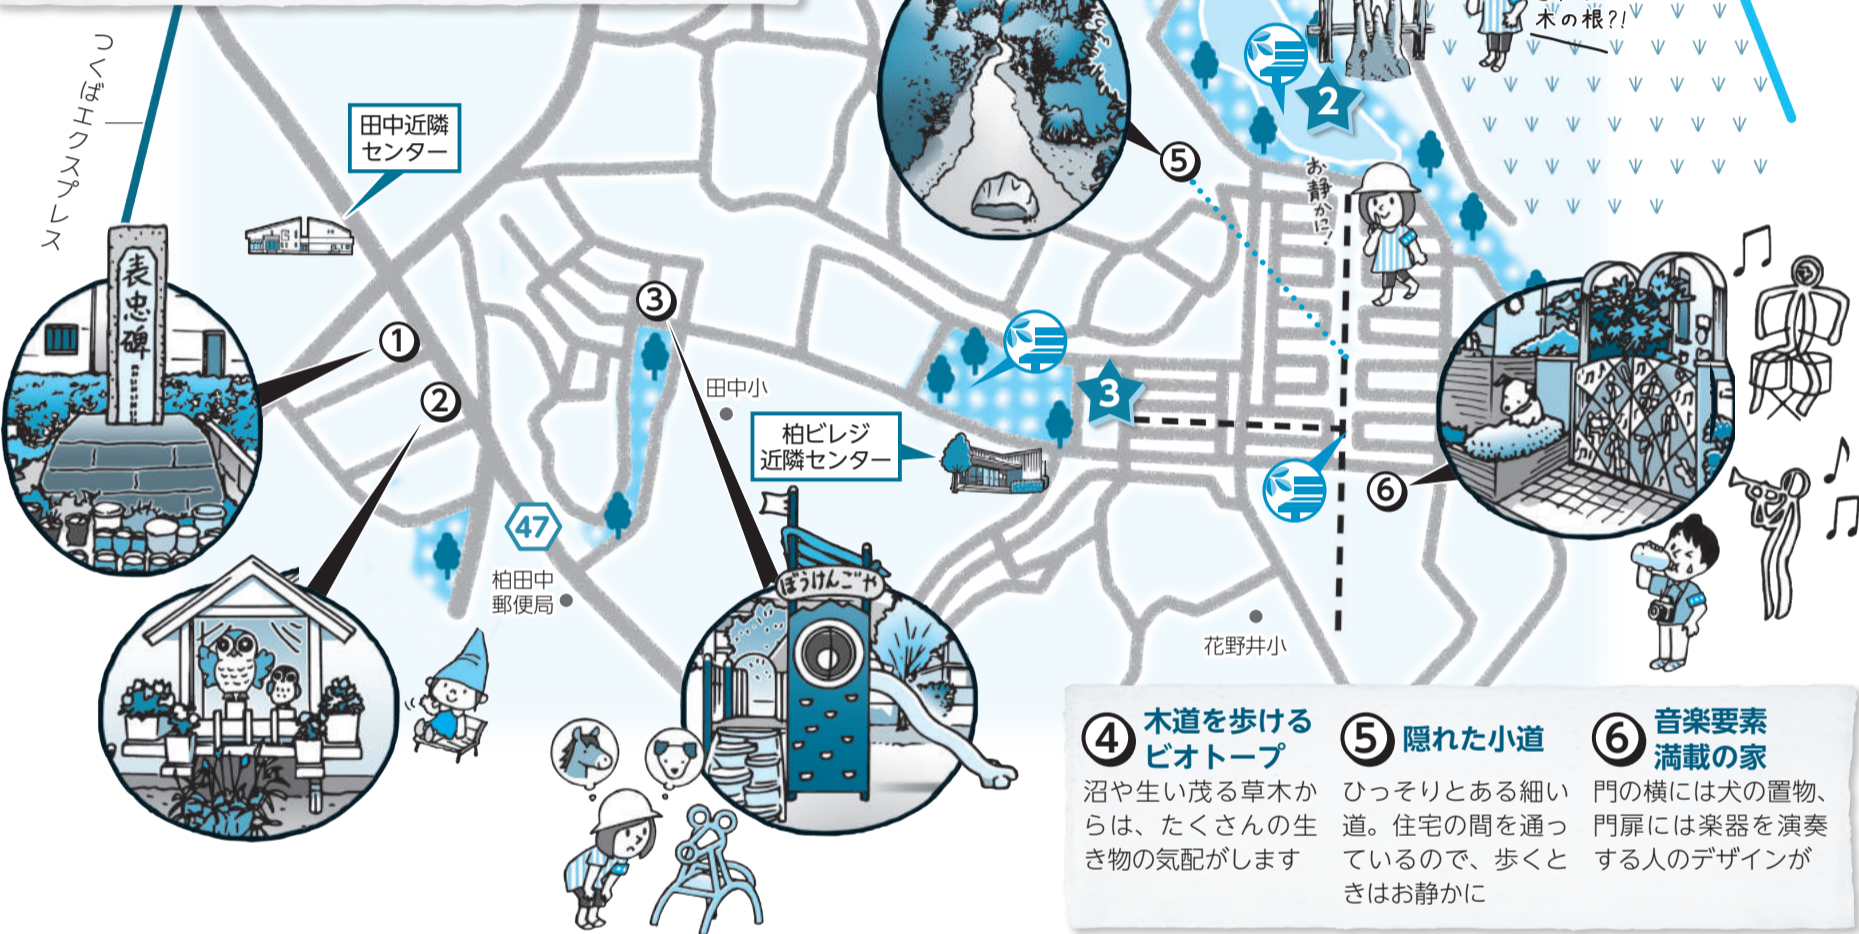 木の根?!
つくばエクスプレス
田中近隣
センター
2
5
お静かに!
表忠碑
1
3
2
田中小
3
柏ビレジ
近隣センター
6
47
柏田中
郵便局
ぼうけんごや
花野井小
4 木道を歩ける
ビオトープ
沼や生い茂る草木か
らは、たくさんの生
き物の気配がします
5 隠れた小道
ひっそりとある細い
道。住宅の間を通っ
ているので、歩くと
きはお静かに
6 音楽要素
満載の家
門の横には犬の置物、
門扉には楽器を演奏
する人のデザインが